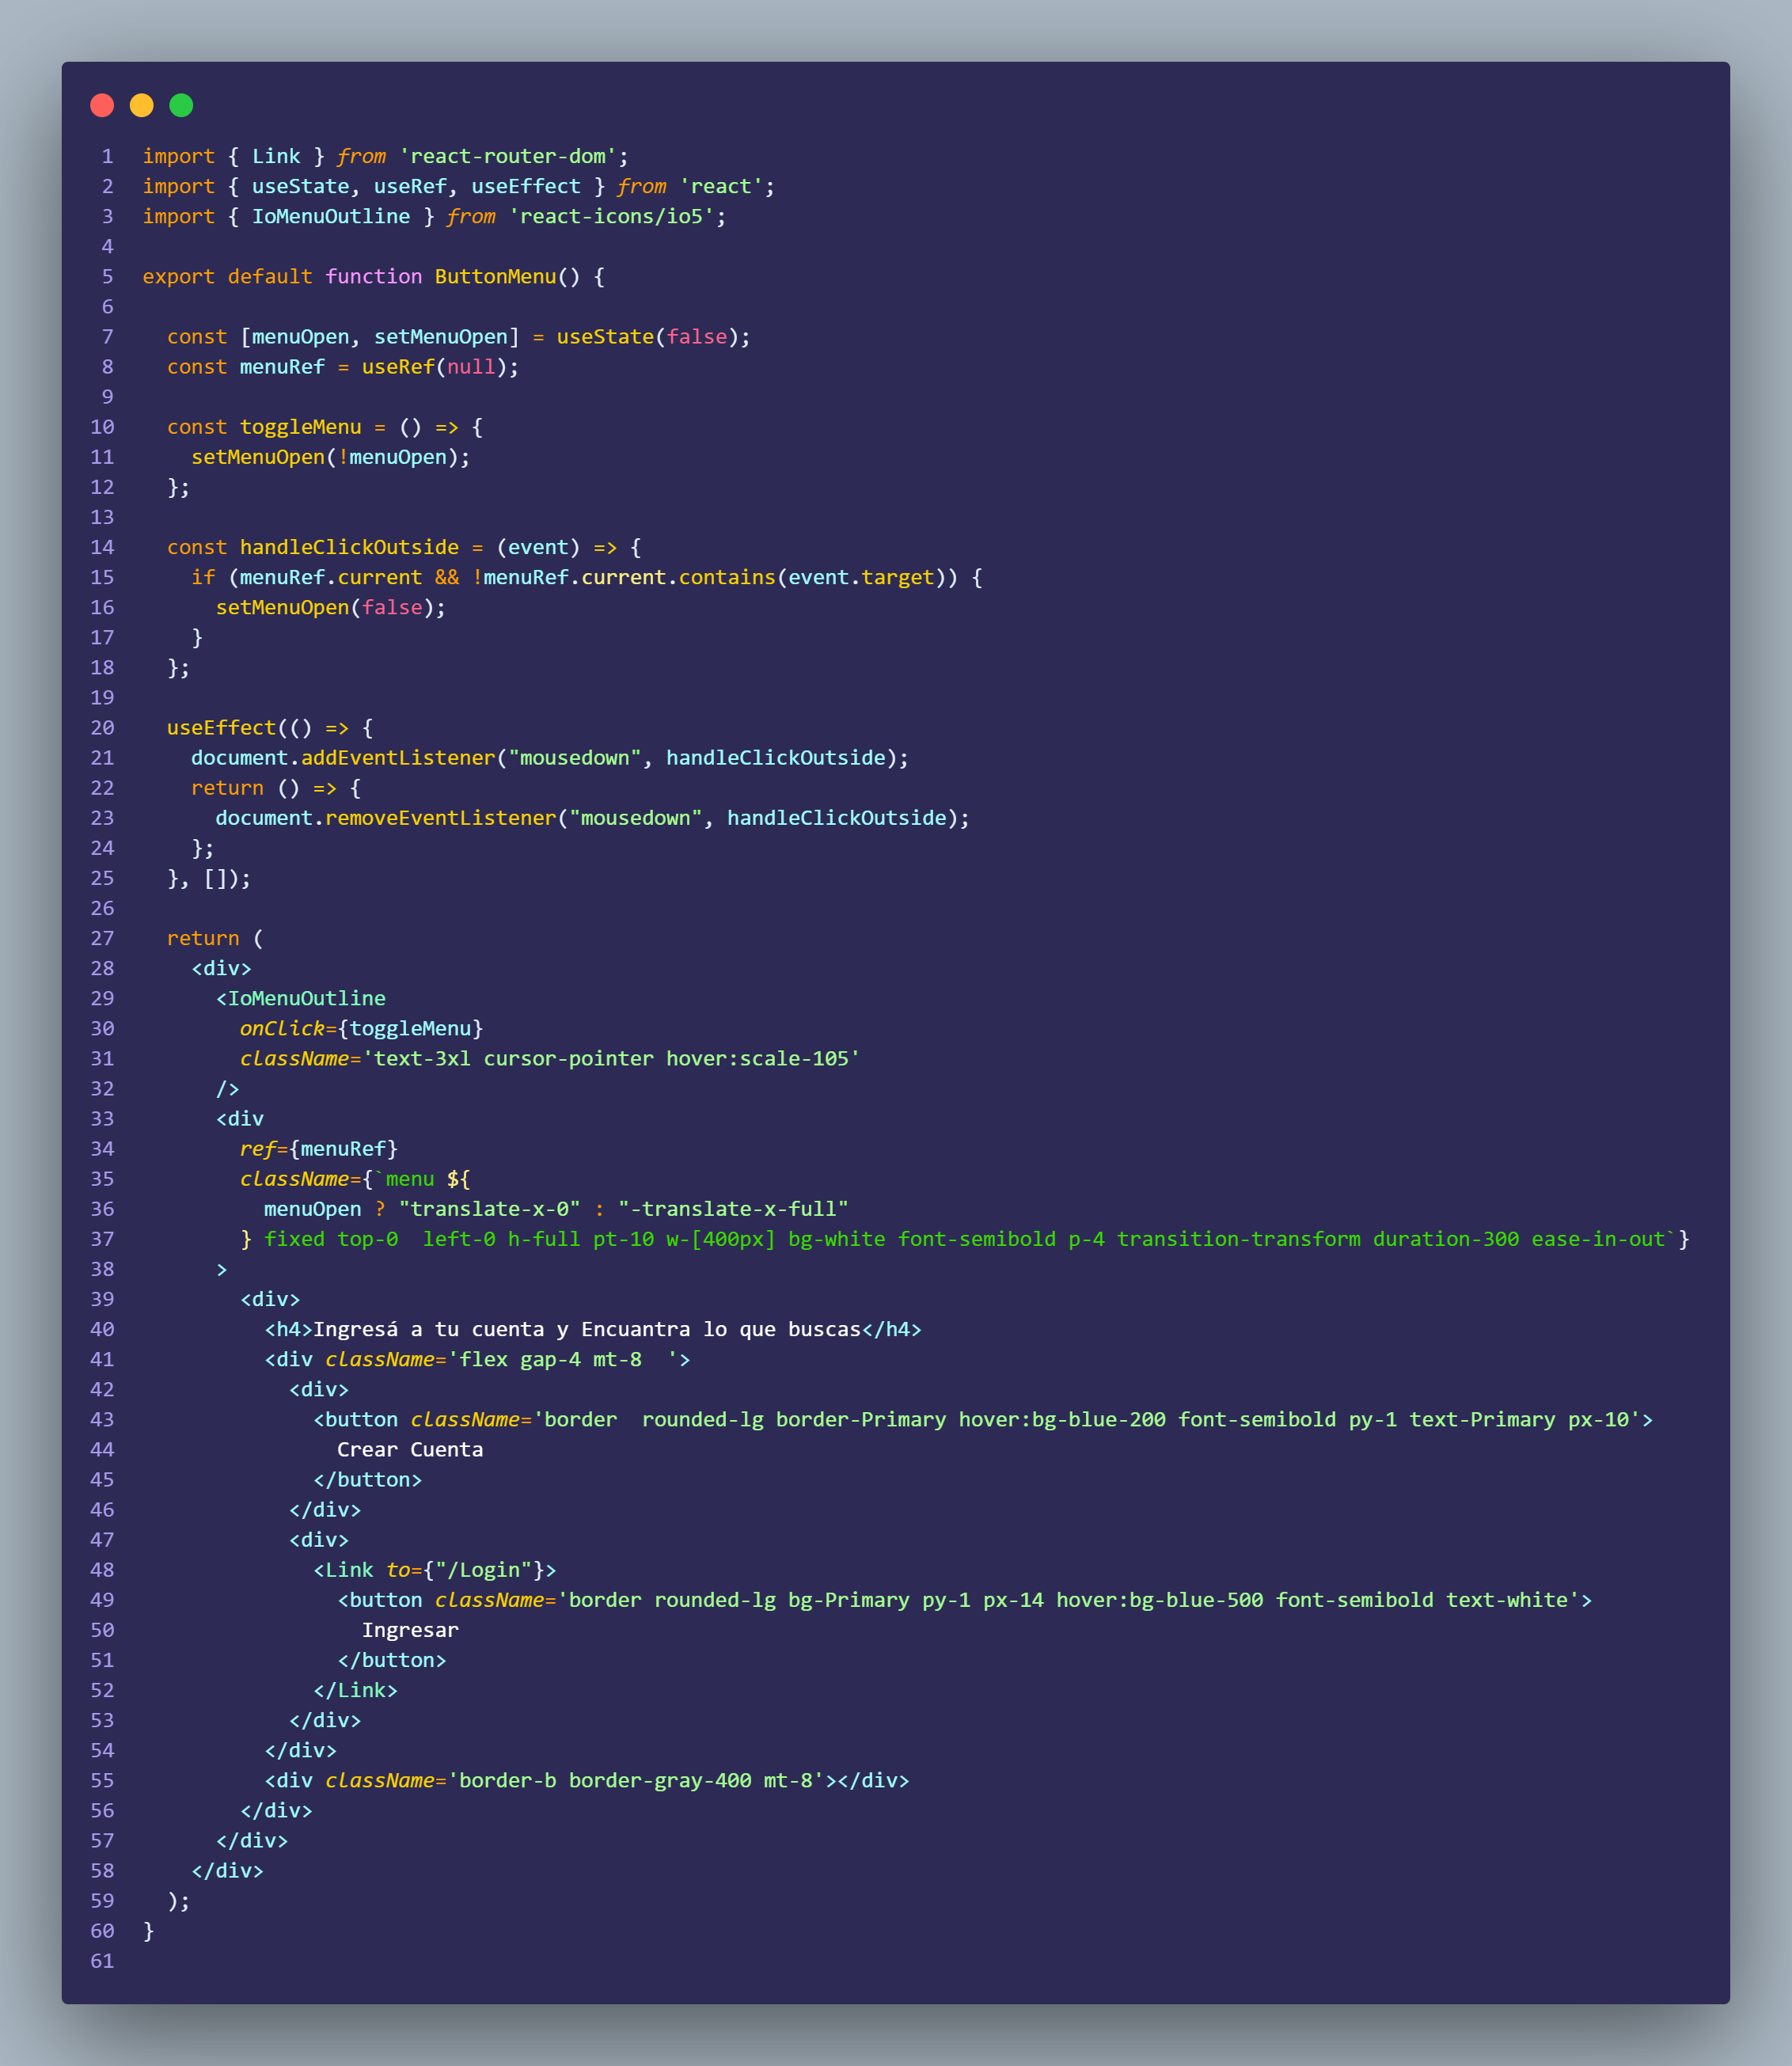 1 import { Link } from 'react-router-dom';
2 import { useState, useRef, useEffect } from 'react';
3 import { IoMenuOutline } from 'react-icons/io5';
4
5 export default function ButtonMenu() {
6
7   const [menuOpen, setMenuOpen] = useState(false);
8   const menuRef = useRef(null);
9
10   const toggleMenu = () => {
11     setMenuOpen(!menuOpen);
12   };
13
14   const handleClickOutside = (event) => {
15     if (menuRef.current && !menuRef.current.contains(event.target)) {
16       setMenuOpen(false);
17     }
18   };
19
20   useEffect(() => {
21     document.addEventListener("mousedown", handleClickOutside);
22     return () => {
23       document.removeEventListener("mousedown", handleClickOutside);
24     };
25   }, []);
26
27   return (
28     <div>
29       <IoMenuOutline
30         onClick={toggleMenu}
31         className='text-3xl cursor-pointer hover:scale-105'
32       />
33       <div
34         ref={menuRef}
35         className={`menu ${
36           menuOpen ? "translate-x-0" : "-translate-x-full"
37         } fixed top-0  left-0 h-full pt-10 w-[400px] bg-white font-semibold p-4 transition-transform duration-300 ease-in-out`}
38       >
39         <div>
40           <h4>Ingresá a tu cuenta y Encuantra lo que buscas</h4>
41           <div className='flex gap-4 mt-8  '>
42             <div>
43               <button className='border  rounded-lg border-Primary hover:bg-blue-200 font-semibold py-1 text-Primary px-10'>
44                 Crear Cuenta
45               </button>
46             </div>
47             <div>
48               <Link to={"/Login"}>
49                 <button className='border rounded-lg bg-Primary py-1 px-14 hover:bg-blue-500 font-semibold text-white'>
50                   Ingresar
51                 </button>
52               </Link>
53             </div>
54           </div>
55           <div className='border-b border-gray-400 mt-8'></div>
56         </div>
57       </div>
58     </div>
59   );
60 }
61